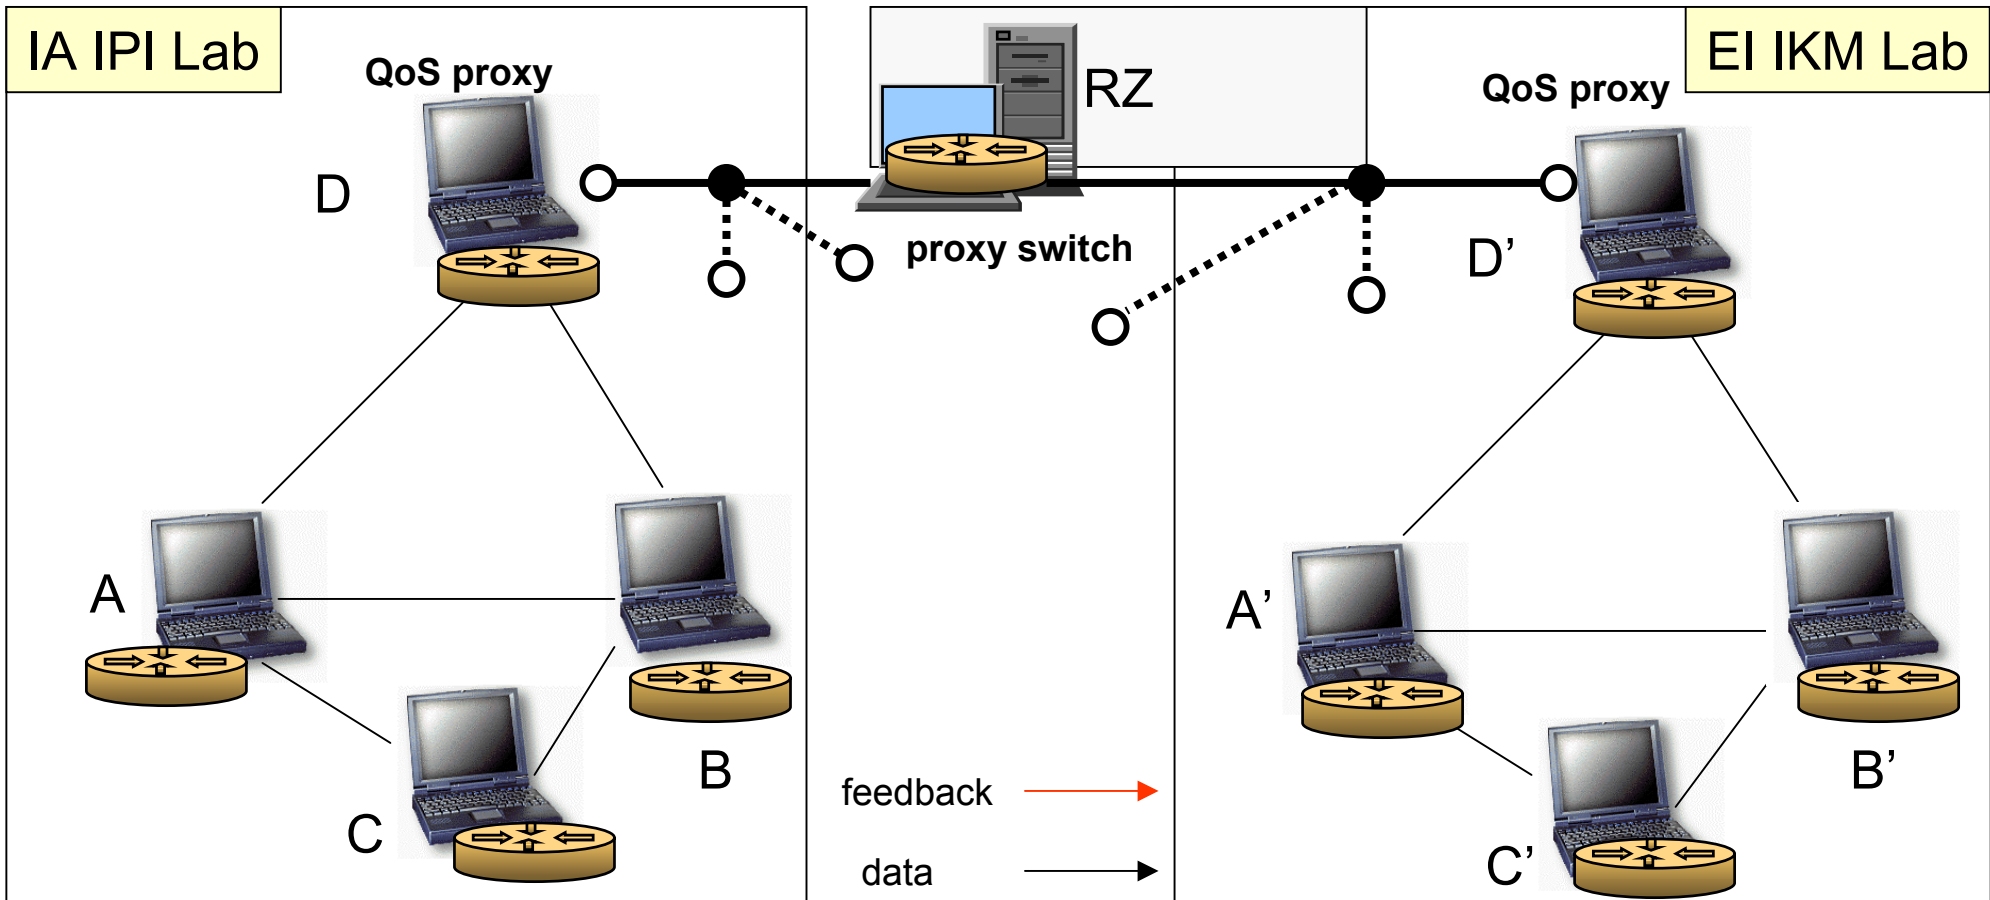 IA IPI Lab
QoS proxy
RZ
EI IKM Lab
QoS proxy
D
proxy switch
D’
A
B
C
A’
B’
C’
feedback
data